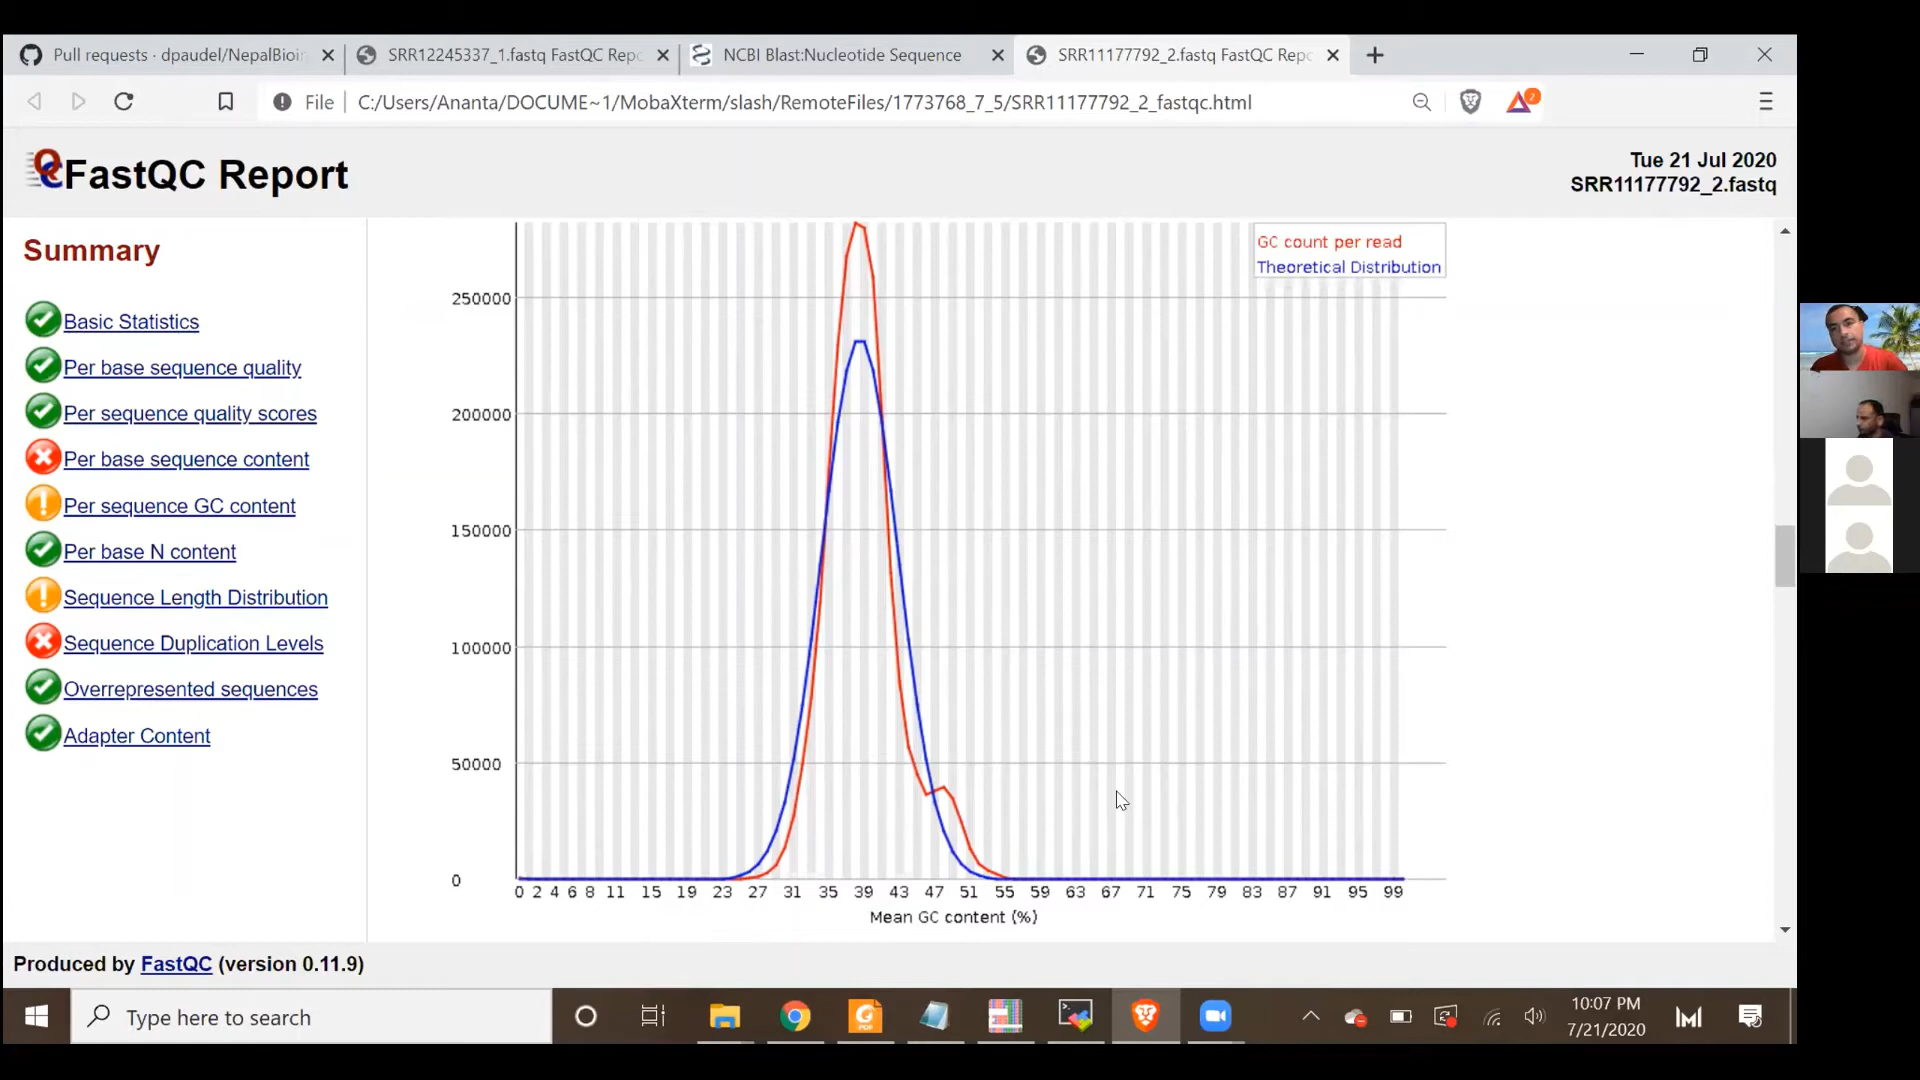 Pull requests · dpaudel/NepalBioin
SRR12245337_1.fastq FastQC Repo
NCBI Blast:Nucleotide Sequence
SRR11177792_2.fastq FastQC Repo
File
C:/Users/Ananta/DOCUME~1/MobaXterm/slash/RemoteFiles/1773768_7_5/SRR11177792_2_fastqc.html
2
FastQC Report
Tue 21 Jul 2020
SRR11177792_2.fastq
Summary
Basic Statistics
Per base sequence quality
Per sequence quality scores
Per base sequence content
Per sequence GC content
Per base N content
Sequence Length Distribution
Sequence Duplication Levels
Overrepresented sequences
Adapter Content
GC count per read
Theoretical Distribution
250000
200000
150000
100000
50000
0
0 2 4 6 8 11 15 19 23 27 31 35 39 43 47 51 55 59 63 67 71 75 79 83 87 91 95 99
Mean GC content (%)
Produced by FastQC (version 0.11.9)
Type here to search
10:07 PM
7/21/2020